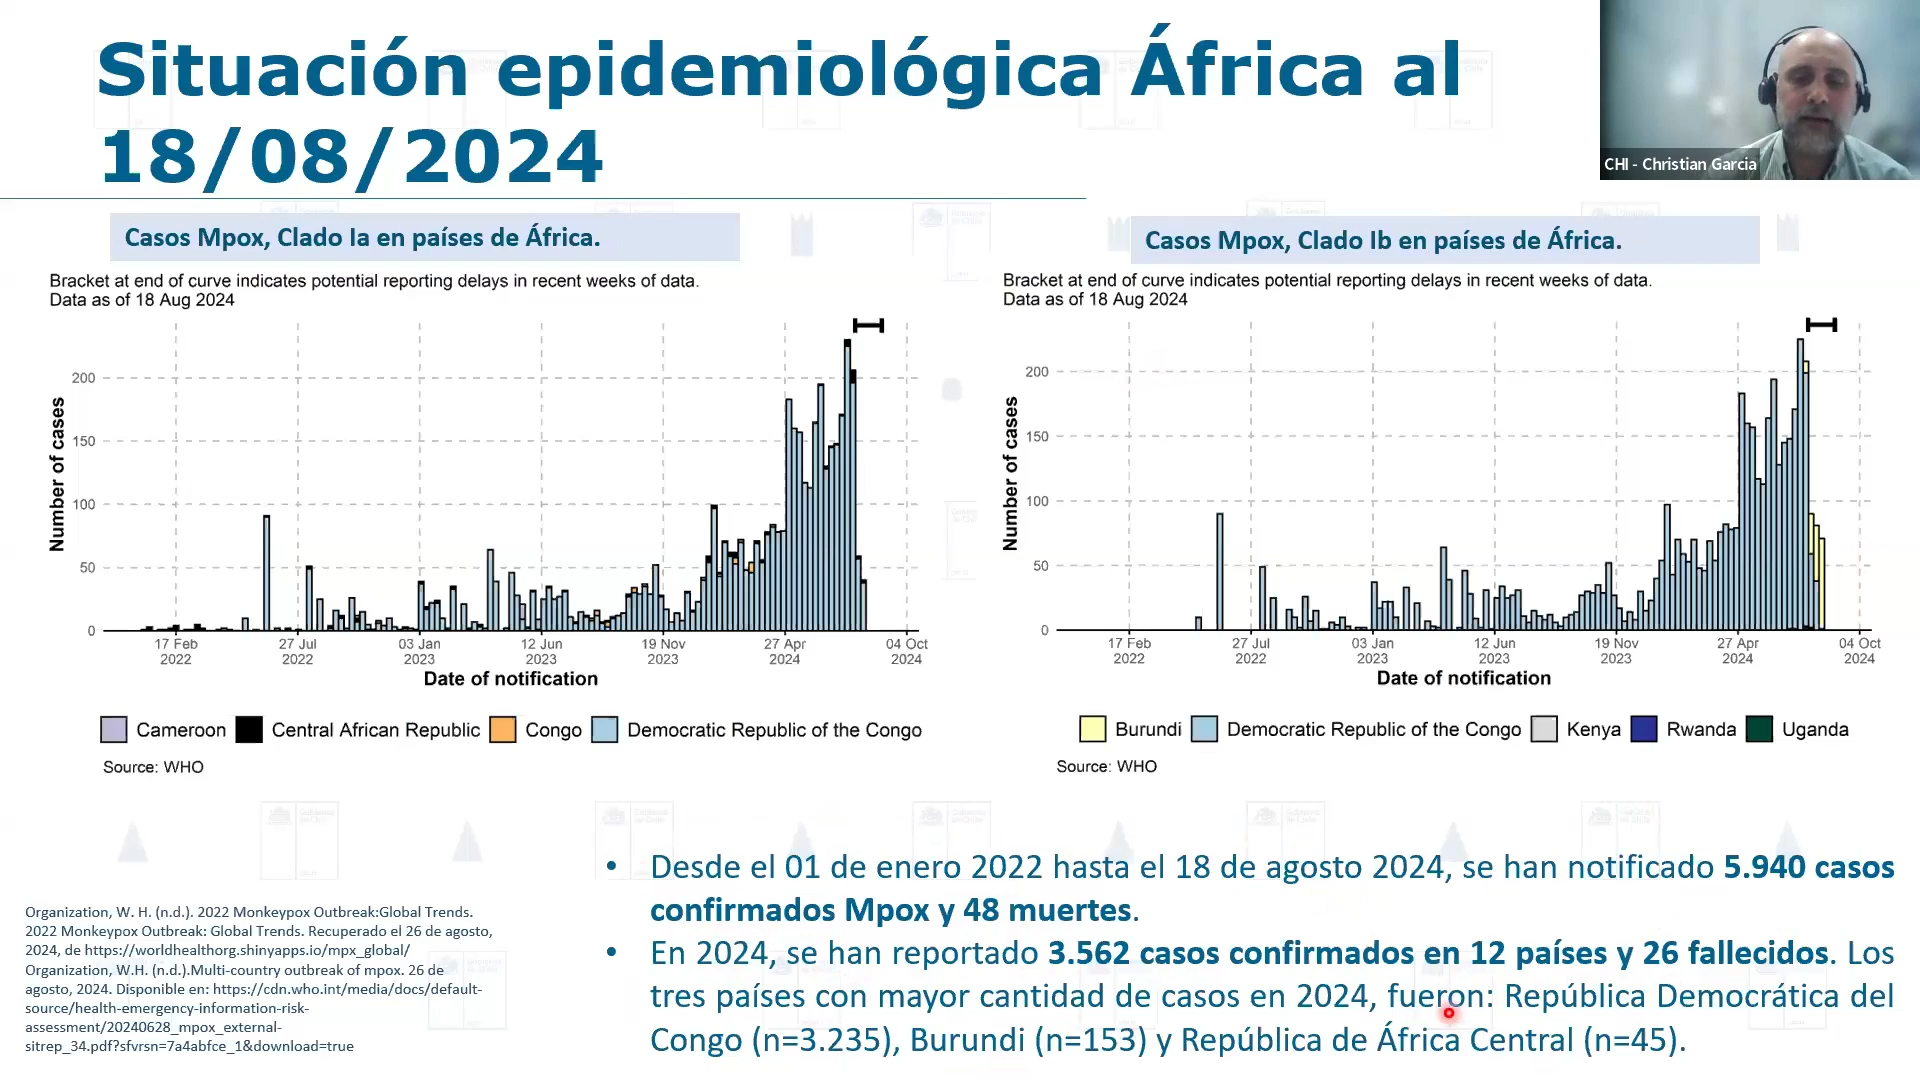 Situación epidemiológica África al
18/08/2024
CHI - Christian Garcia
Casos Mpox, Clado Ia en países de África.
Bracket at end of curve indicates potential reporting delays in recent weeks of data.
Data as of 18 Aug 2024
Number of cases
200
150
100
50
0
17 Feb 2022
27 Jul 2022
03 Jan 2023
12 Jun 2023
19 Nov 2023
27 Apr 2024
04 Oct 2024
Date of notification
Cameroon
Central African Republic
Congo
Democratic Republic of the Congo
Source: WHO
Casos Mpox, Clado Ib en países de África.
Bracket at end of curve indicates potential reporting delays in recent weeks of data.
Data as of 18 Aug 2024
Number of cases
200
150
100
50
0
17 Feb 2022
27 Jul 2022
03 Jan 2023
12 Jun 2023
19 Nov 2023
27 Apr 2024
04 Oct 2024
Date of notification
Burundi
Democratic Republic of the Congo
Kenya
Rwanda
Uganda
Source: WHO
• Desde el 01 de enero 2022 hasta el 18 de agosto 2024, se han notificado 5.940 casos
confirmados Mpox y 48 muertes.
• En 2024, se han reportado 3.562 casos confirmados en 12 países y 26 fallecidos. Los
tres países con mayor cantidad de casos en 2024, fueron: República Democrática del
Congo (n=3.235), Burundi (n=153) y República de África Central (n=45).
Organization, W. H. (n.d.). 2022 Monkeypox Outbreak:Global Trends.
2022 Monkeypox Outbreak: Global Trends. Recuperado el 26 de agosto,
2024, de https://worldhealthorg.shinyapps.io/mpx_global/
Organization, W.H. (n.d.).Multi-country outbreak of mpox. 26 de
agosto, 2024. Disponible en: https://cdn.who.int/media/docs/default-
source/health-emergency-information-risk-
assessment/20240628_mpox_external-
sitrep_34.pdf?sfvrsn=7a4abfce_1&download=true